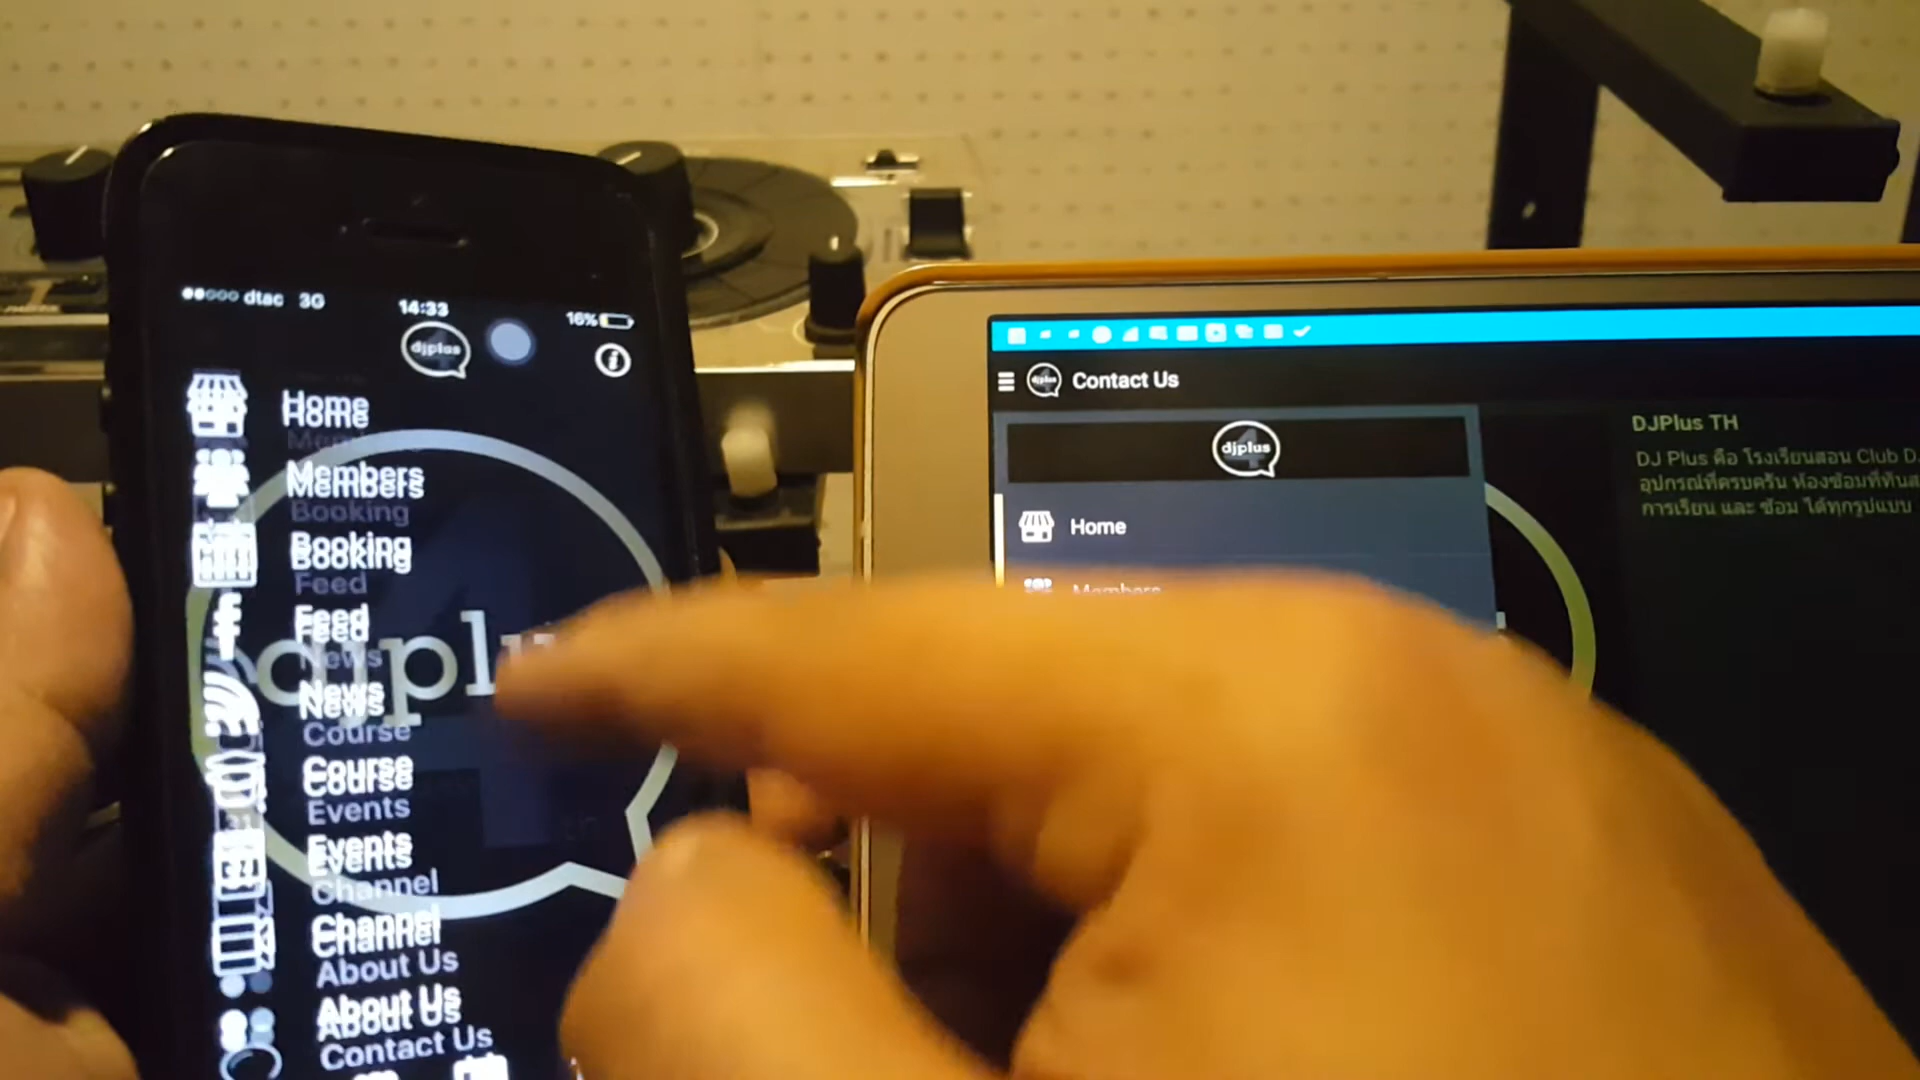 dtac 3G
14:33
16%
djplus
Home
Members
Booking
Feed
News
Course
Events
Channel
About Us
Contact Us
djplu
Contact Us
djplus
Home
Members
DJPlus TH
DJ Plus คือ โรงเรียนสอน Club D
อุปกรณ์ที่ครบครัน ห้องซ้อมที่ทันส
การเรียน และ ซ้อม ได้ทุกรูปแบบ